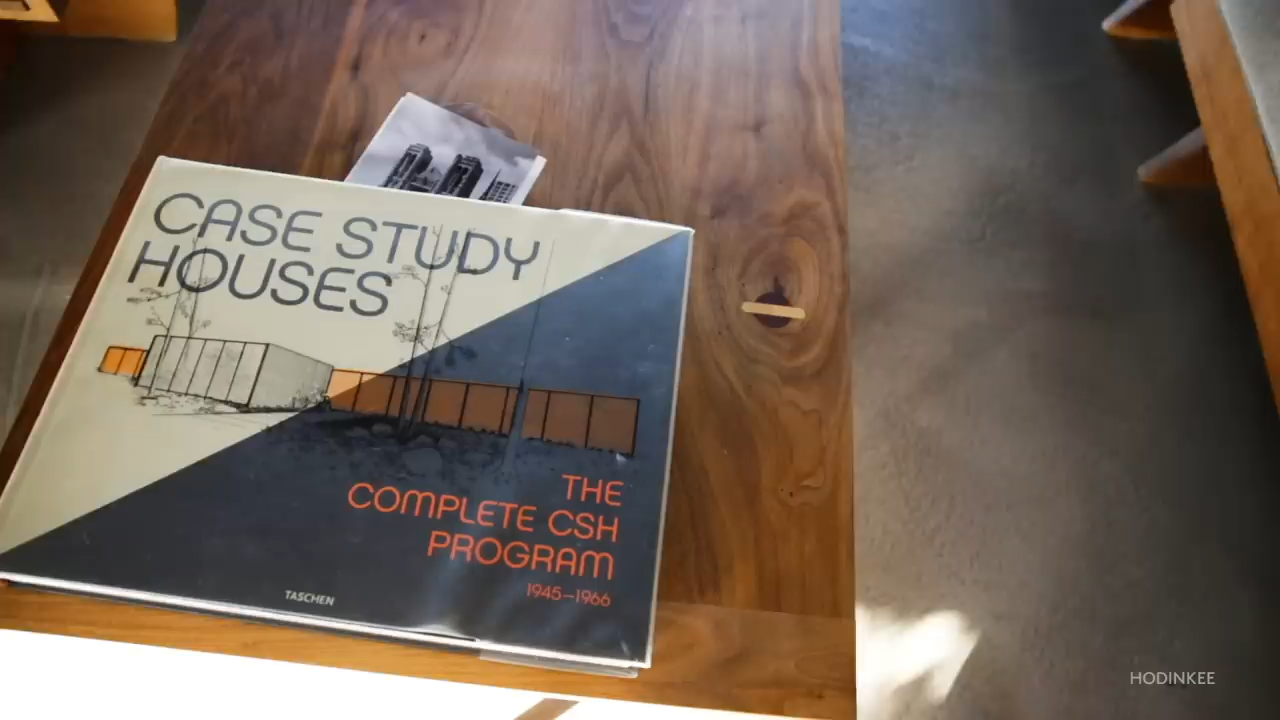 CASE STUDY
HOUSES
THE
COMPLETE CSH
PROGRAM
1945–1966
TASCHEN
HODINKEE